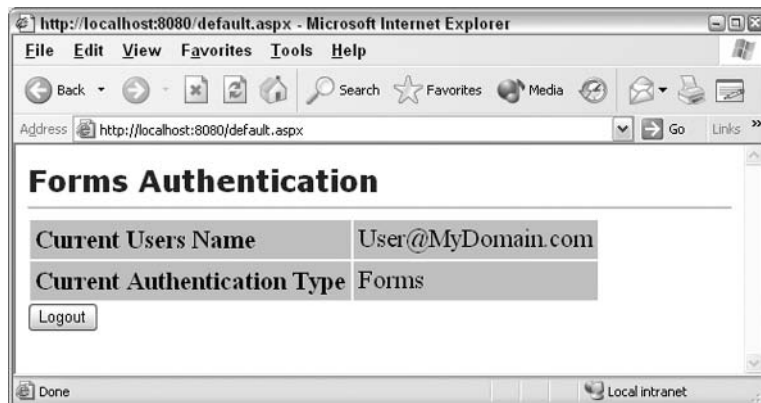 http://localhost:8080/default.aspx - Microsoft Internet Explorer
File Edit View Favorites Tools Help
Back Search Favorites Media
Address http://localhost:8080/default.aspx Go Links »
Forms Authentication
Current Users Name User@MyDomain.com
Current Authentication Type Forms
Logout
Done Local intranet